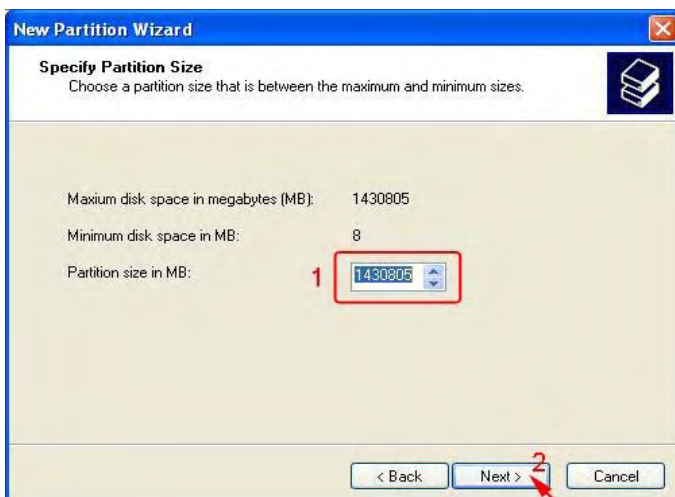 New Partition Wizard
Specify Partition Size
Choose a partition size that is between the maximum and minimum sizes.
Maxium disk space in megabytes (MB): 1430805
Minimum disk space in MB: 8
Partition size in MB: 1 1430805
< Back Next > 2 Cancel